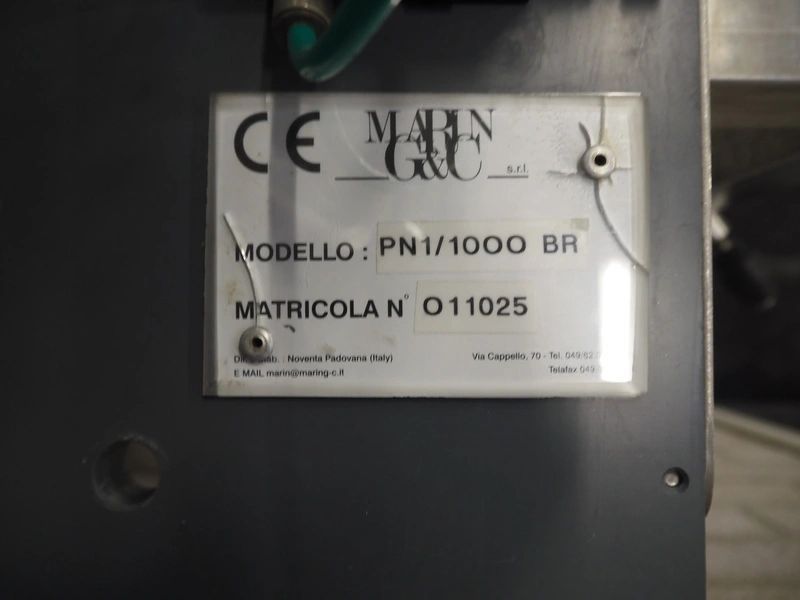 CE MARIN G&C s.r.l.
MODELLO : PN1/1000 BR
MATRICOLA N° 011025
Noventa Padovana (Italy) Via Cappello, 70 - Tel. 049/62
E MAIL marin@maring-c.it Telafax 049